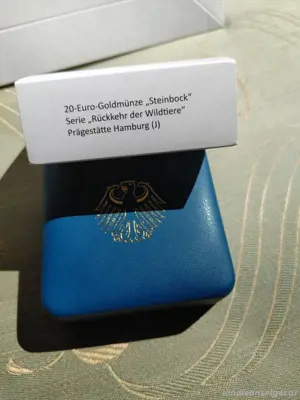 20-Euro-Goldmünze „Steinbock"
Serie „Rückkehr der Wildtiere"
Prägestätte Hamburg (J)